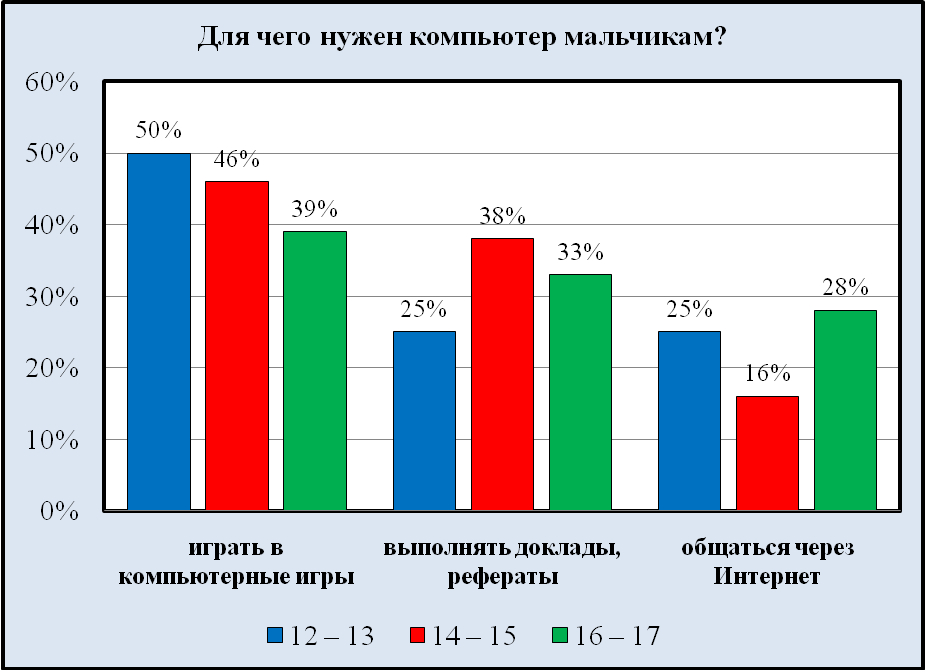 Для чего нужен компьютер мальчикам?
60%
50%
40%
30%
20%
10%
0%
50%
46%
39%
25%
38%
33%
25%
16%
28%
играть в
компьютерные игры
выполнять доклады,
рефераты
общаться через
Интернет
12 – 13
14 – 15
16 – 17